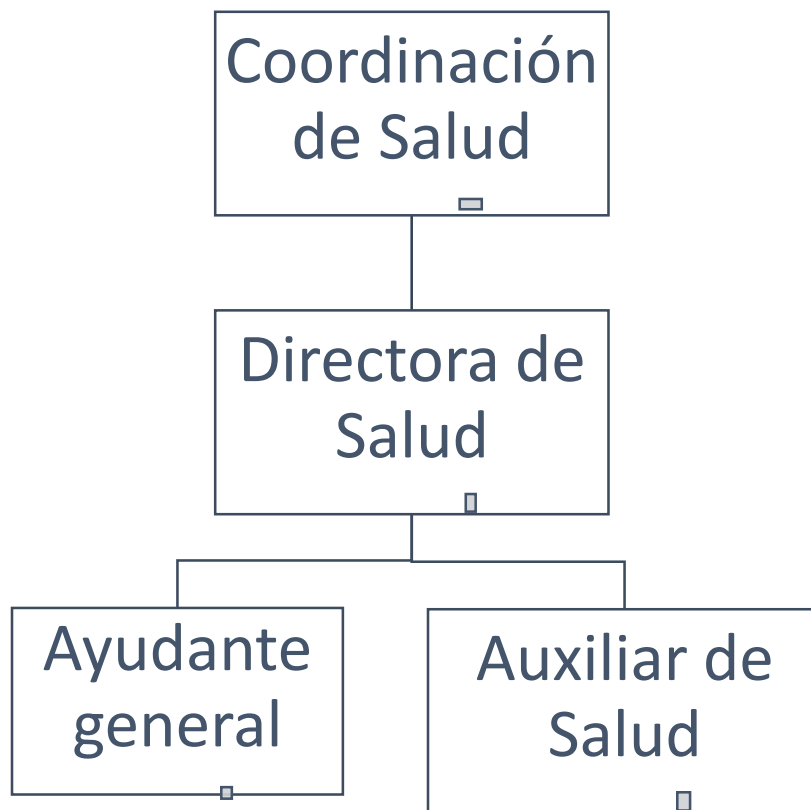 Coordinación
de Salud
Directora de
Salud
Ayudante
general
Auxiliar de
Salud